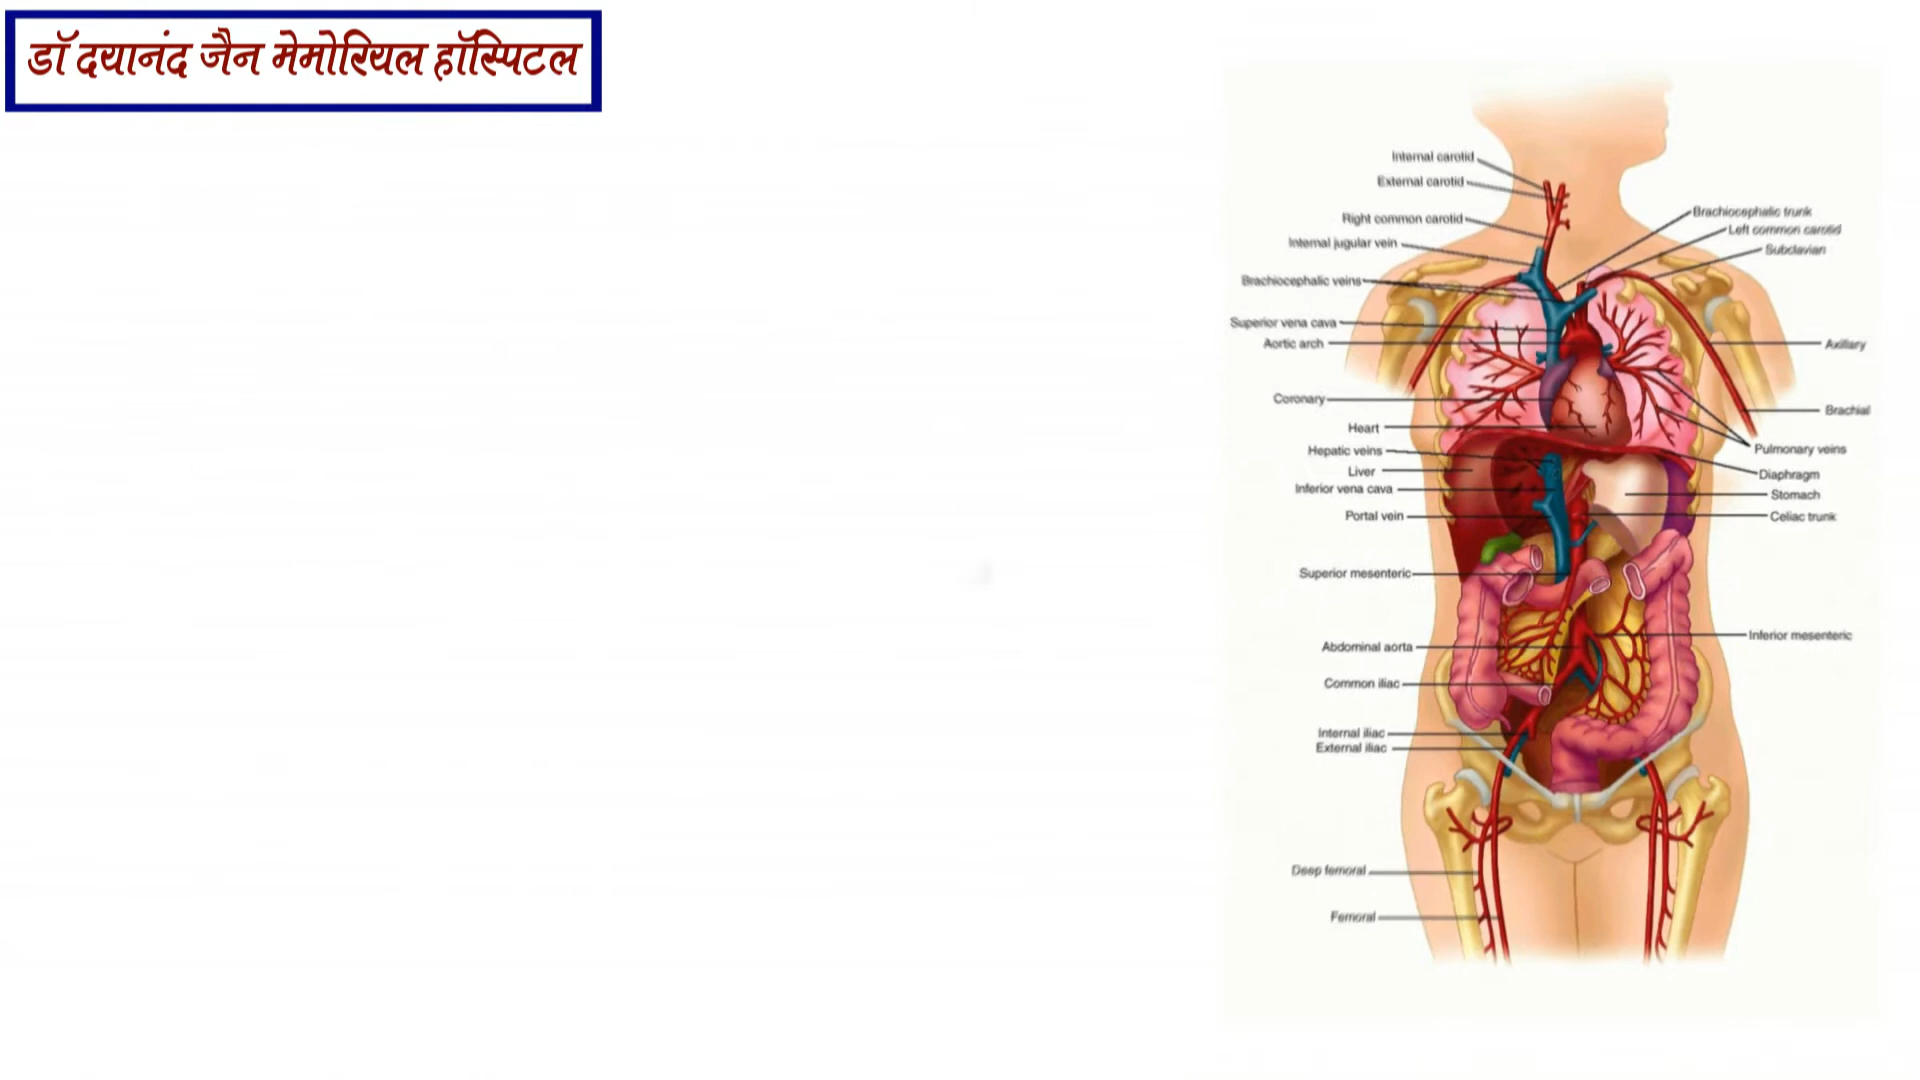 डॉ दयानंद जैन मेमोरियल हॉस्पिटल
Internal carotid
External carotid
Right common carotid
Internal jugular vein
Brachiocephalic veins
Superior vena cava
Aortic arch
Coronary
Heart
Hepatic veins
Liver
Inferior vena cava
Portal vein
Superior mesenteric
Abdominal aorta
Common iliac
Internal iliac
External iliac
Deep femoral
Femoral
Brachiocephalic trunk
Left common carotid
Subclavian
Axillary
Brachial
Pulmonary veins
Diaphragm
Stomach
Celiac trunk
Inferior mesenteric